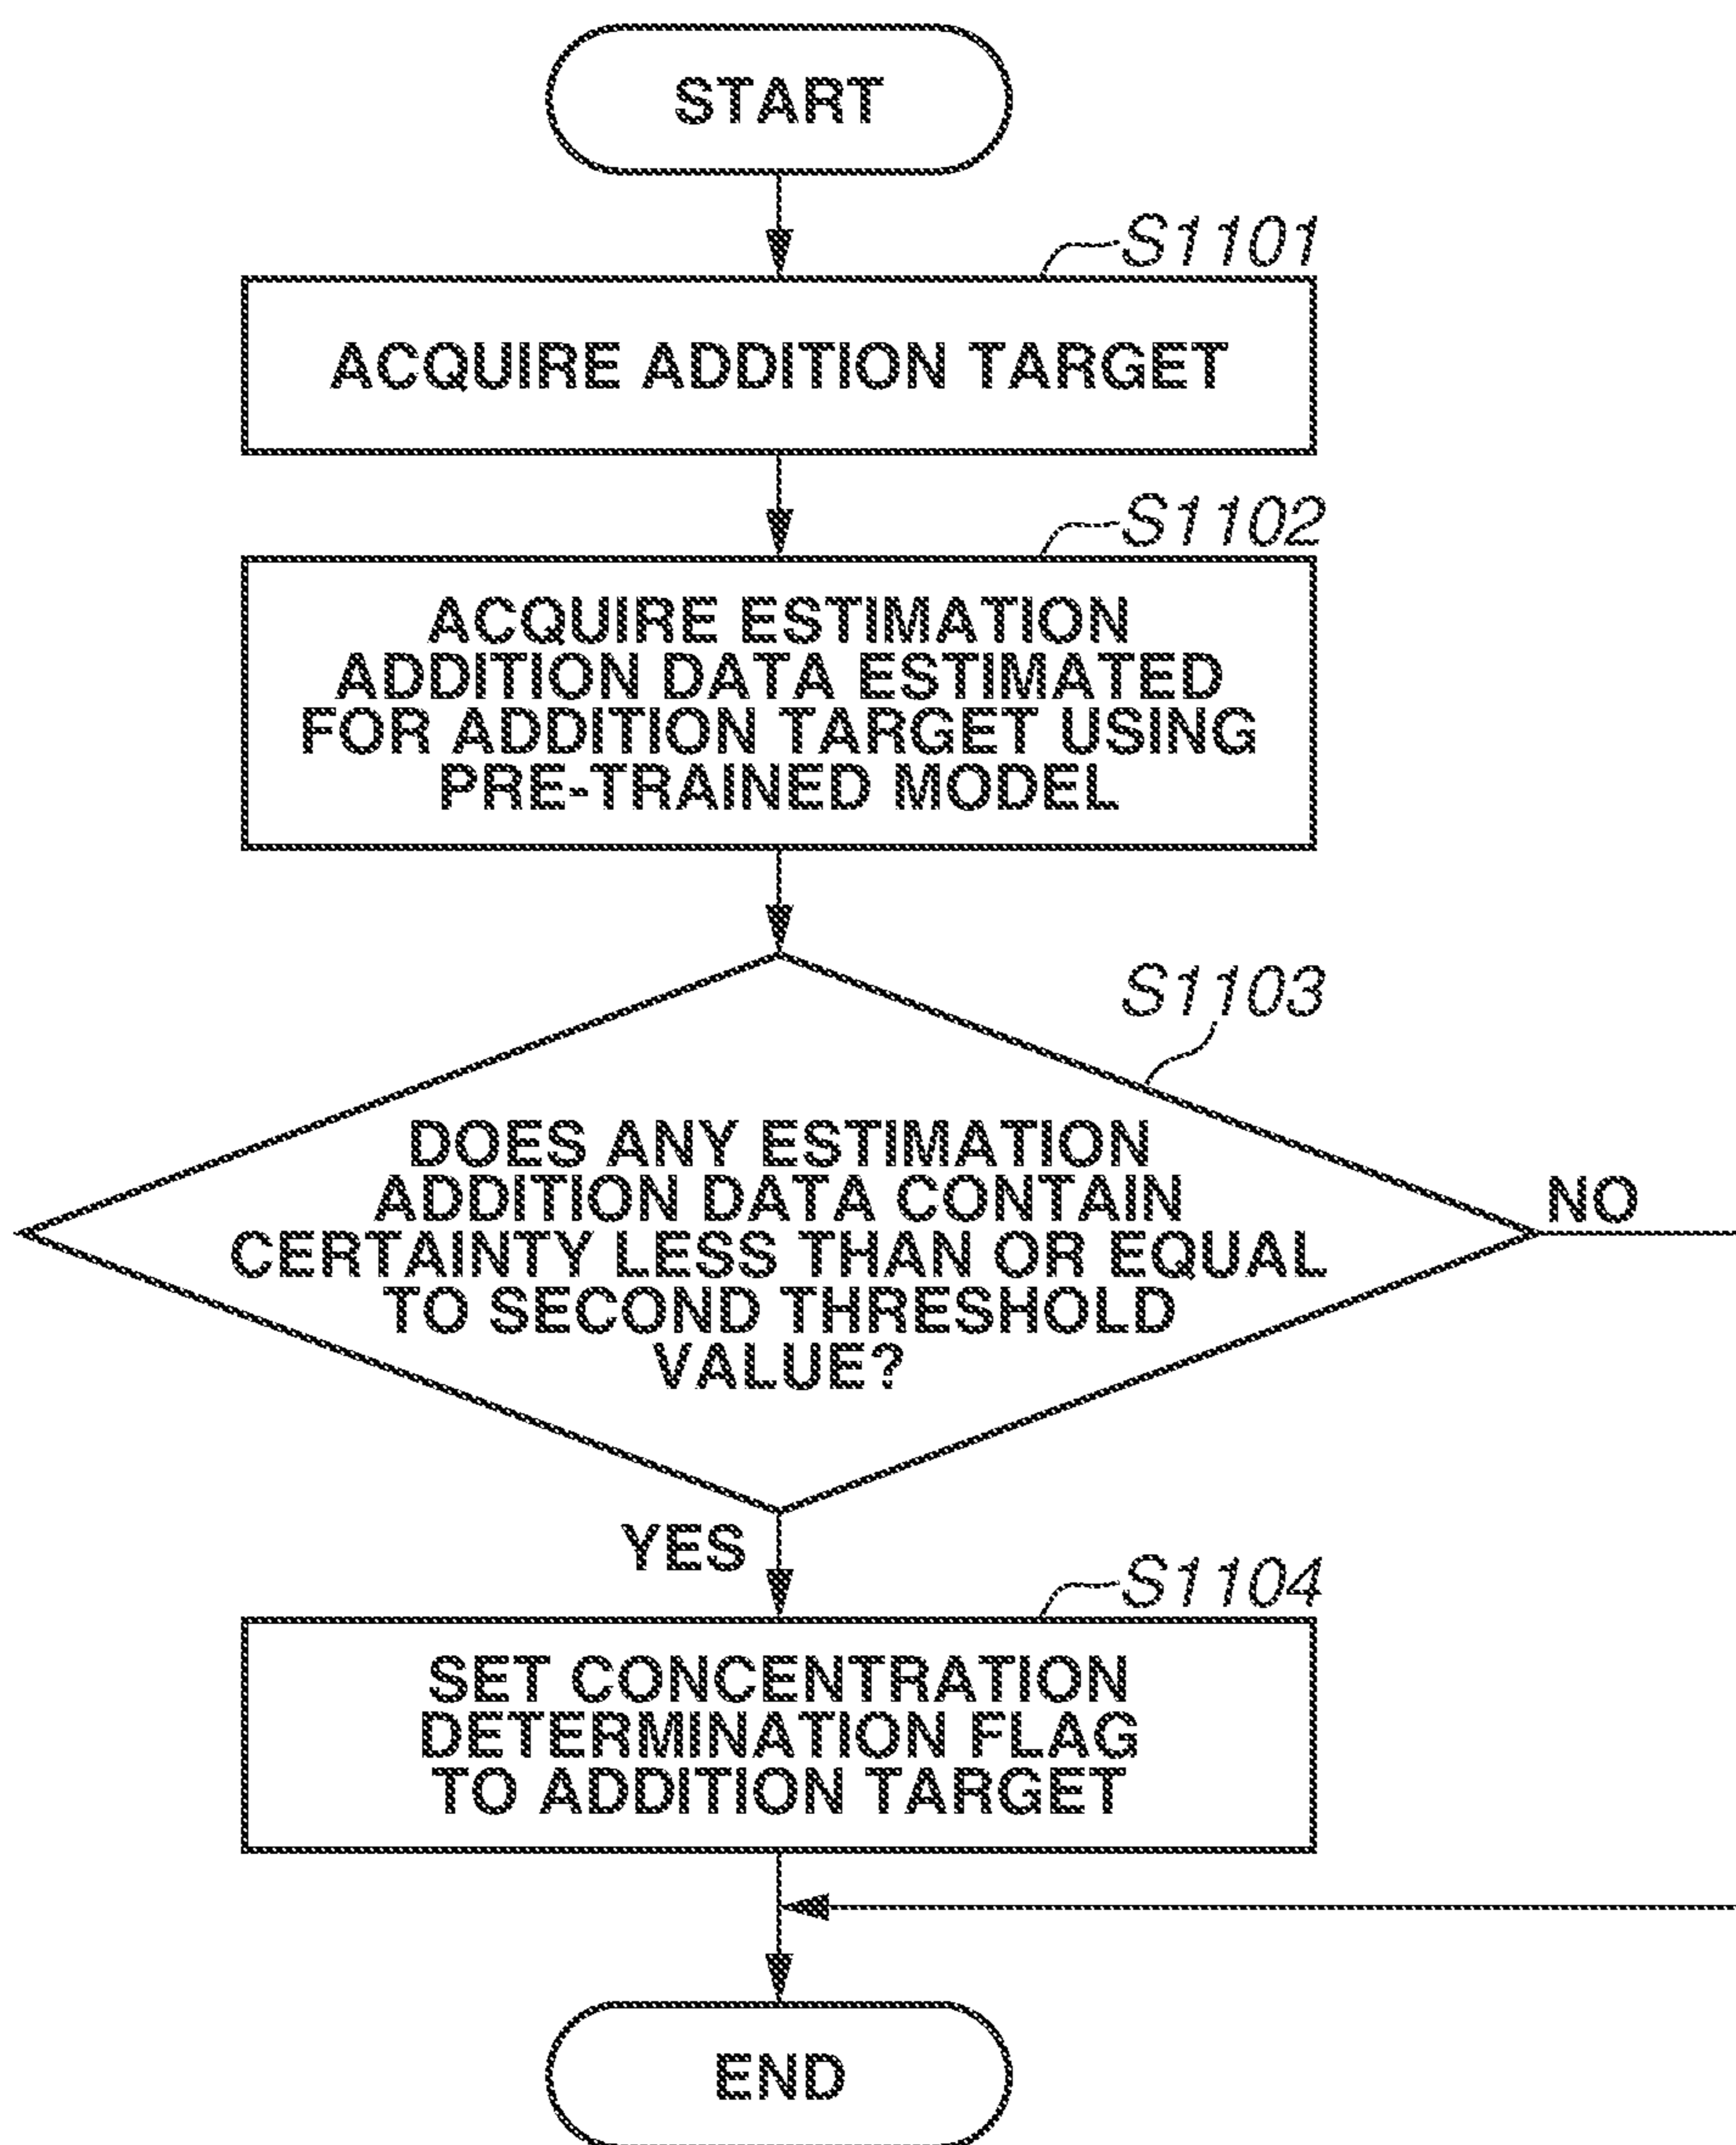 START
S1101
ACQUIRE ADDITION TARGET
S1102
ACQUIRE ESTIMATION
ADDITION DATA ESTIMATED
FOR ADDITION TARGET USING
PRE-TRAINED MODEL
S1103
DOES ANY ESTIMATION
ADDITION DATA CONTAIN
CERTAINTY LESS THAN OR EQUAL
TO SECOND THRESHOLD
VALUE?
NO
YES
S1104
SET CONCENTRATION
DETERMINATION FLAG
TO ADDITION TARGET
END